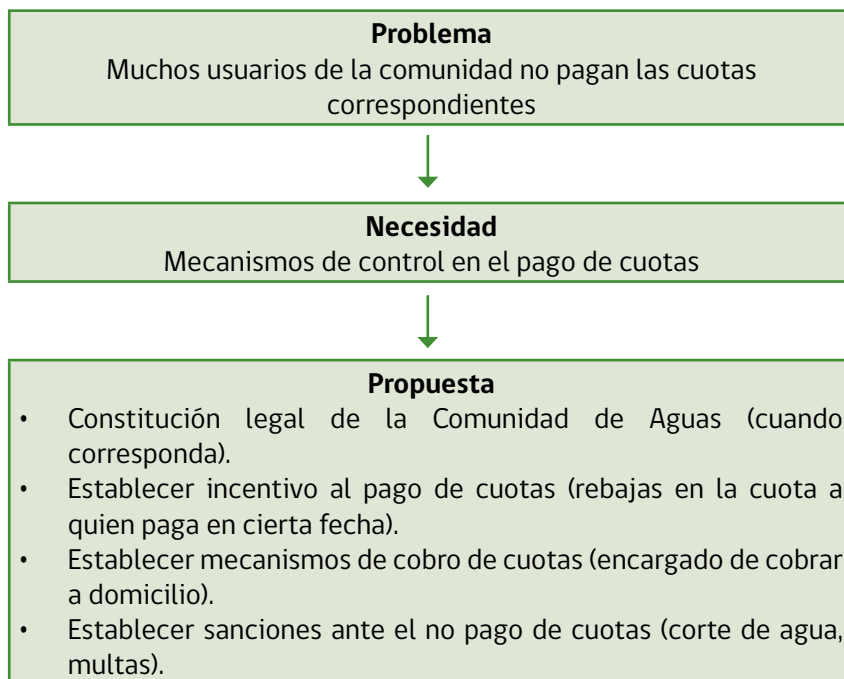 Problema
Muchos usuarios de la comunidad no pagan las cuotas
correspondientes
Necesidad
Mecanismos de control en el pago de cuotas
Propuesta
• Constitución legal de la Comunidad de Aguas (cuando
corresponda).
• Establecer incentivo al pago de cuotas (rebajas en la cuota a
quien paga en cierta fecha).
• Establecer mecanismos de cobro de cuotas (encargado de cobrar
a domicilio).
• Establecer sanciones ante el no pago de cuotas (corte de agua,
multas).